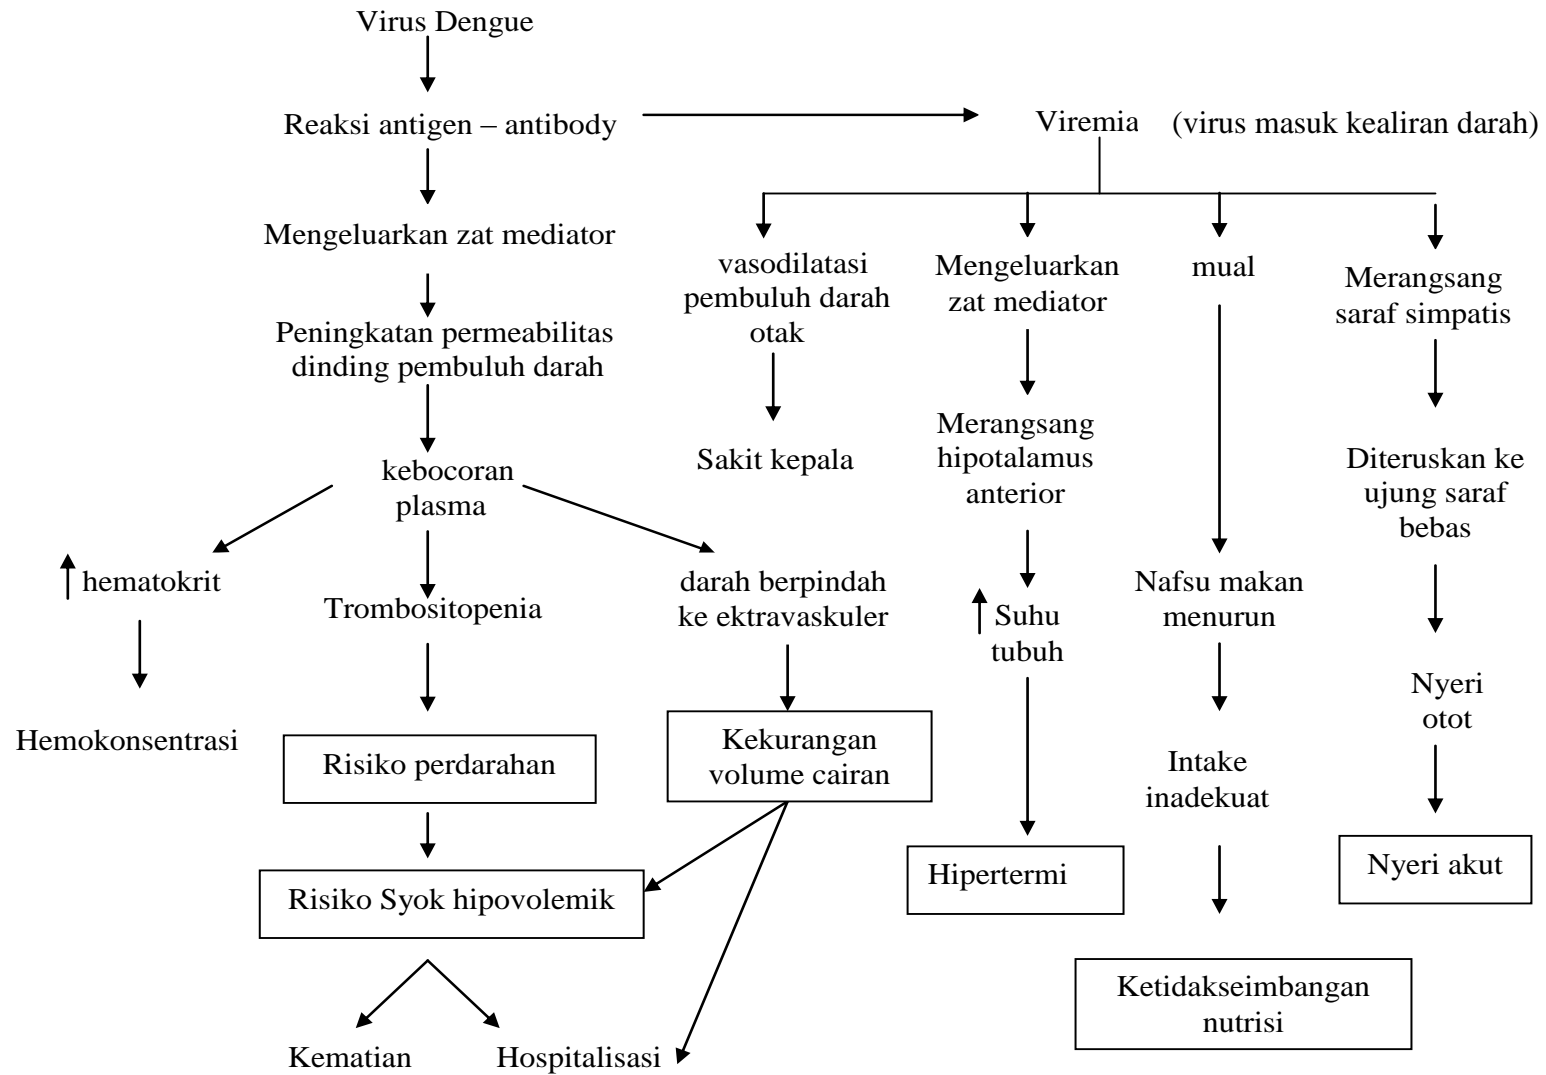 Virus Dengue
Reaksi antigen – antibody
Viremia (virus masuk kealiran darah)
Mengeluarkan zat mediator
Peningkatan permeabilitas
dinding pembuluh darah
kebocoran
plasma
hematokrit
Hemokonsentrasi
Trombositopenia
Risiko perdarahan
darah berpindah
ke ektravaskuler
Kekurangan
volume cairan
Risiko Syok hipovolemik
Kematian
Hospitalisasi
vasodilatasi
pembuluh darah
otak
Sakit kepala
Mengeluarkan
zat mediator
Merangsang
hipotalamus
anterior
Suhu
tubuh
Hipertermi
mual
Nafsu makan
menurun
Intake
inadekuat
Ketidakseimbangan
nutrisi
Merangsang
saraf simpatis
Diteruskan ke
ujung saraf
bebas
Nyeri
otot
Nyeri akut